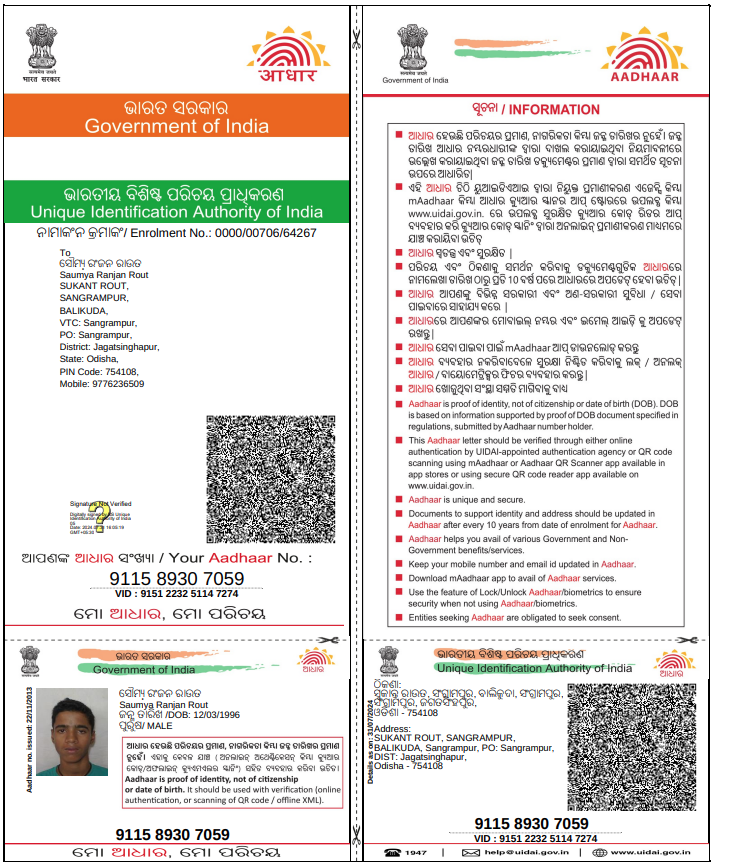 भारत सरकार
आधार
ଭାରତ ସରକାର
Government of India
ଭାରତୀୟ ବିଶିଷ୍ଟ ପରିଚୟ ପ୍ରାଧିକରଣ
Unique Identification Authority of India
ନାମାଙ୍କନ କ୍ରମାଙ୍କ/ Enrolment No.: 0000/00706/64267
To
ସୌମ୍ୟ ରଂଜନ ରାଉତ
Saumya Ranjan Rout
SUKANT ROUT,
SANGRAMPUR,
BALIKUDA,
VTC: Sangrampur,
PO: Sangrampur,
District: Jagatsinghapur,
State: Odisha,
PIN Code: 754108,
Mobile: 9776236509
Signature Not Verified
Digitally signed by DS Unique
Identification Authority of India
GMT+05:30
ଆପଣଙ୍କ ଆଧାର ସଂଖ୍ୟା / Your Aadhaar No. :
9115 8930 7059
VID : 9151 2232 5114 7274
ମୋ ଆଧାର, ମୋ ପରିଚୟ
Government of India
AADHAAR
ସୂଚନା / INFORMATION
ଆଧାର ହେଉଛି ପରିଚୟର ପ୍ରମାଣ, ନାଗରିକତା କିମ୍ବା ଜନ୍ମ ତାରିଖର ନୁହେଁ। ଜନ୍ମ
ତାରିଖ ଆଧାର ନମ୍ବରଧାରୀଙ୍କ ଦ୍ୱାରା ଦାଖଲ କରାଯାଇଥିବା ନିୟମାବଳୀରେ
ଉଲ୍ଲେଖ କରାଯାଇଥିବା ଜନ୍ମ ତାରିଖ ଡକ୍ୟୁମେଣ୍ଟର ପ୍ରମାଣ ଦ୍ୱାରା ସମର୍ଥିତ ସୂଚନା
ଉପରେ ଆଧାରିତ।
ଏହି ଆଧାର ଚିଠି ୟୁଆଇଡିଏଆଇ ଦ୍ୱାରା ନିଯୁକ୍ତ ପ୍ରମାଣୀକରଣ ଏଜେନ୍ସି କିମ୍ବା
mAadhaar କିମ୍ବା ଆଧାର କ୍ୟୁଆର ସ୍କାନର ଆପ୍ ଷ୍ଟୋରରେ ଉପଲବ୍ଧ କିମ୍ବା
www.uidai.gov.in. ରେ ଉପଲବ୍ଧ ସୁରକ୍ଷିତ କ୍ୟୁଆର କୋଡ୍ ରିଡର ଆପ୍
ବ୍ୟବହାର କରି କ୍ୟୁଆର କୋଡ୍ ସ୍କାନିଂ ଦ୍ୱାରା ଅନଲାଇନ୍ ପ୍ରମାଣୀକରଣ ମାଧ୍ୟମରେ
ଯାଞ୍ଚ କରାଯିବା ଉଚିତ୍
ଆଧାର ସ୍ୱତନ୍ତ୍ର ଏବଂ ସୁରକ୍ଷିତ |
ପରିଚୟ ଏବଂ ଠିକଣାକୁ ସମର୍ଥନ କରିବାକୁ ଡକ୍ୟୁମେଣ୍ଟଗୁଡ଼ିକ ଆଧାରରେ
ନାମଲେଖା ତାରିଖ ଠାରୁ ପ୍ରତି 10 ବର୍ଷ ପରେ ଆଧାରରେ ଅପଡେଟ୍ ହେବା ଉଚିତ୍ |
ଆଧାର ଆପଣଙ୍କୁ ବିଭିନ୍ନ ସରକାରୀ ଏବଂ ଅଣ-ସରକାରୀ ସୁବିଧା / ସେବା
ପାଇବାରେ ସାହାଯ୍ୟ କରେ |
ଆଧାରରେ ଆପଣଙ୍କର ମୋବାଇଲ୍ ନମ୍ବର ଏବଂ ଇମେଲ୍ ଆଇଡ଼ି କୁ ଅପଡେଟ୍
ରଖନ୍ତୁ |
ଆଧାର ସେବା ପାଇବା ପାଇଁ mAadhaar ଆପ୍ ଡାଉନଲୋଡ୍ କରନ୍ତୁ
ଆଧାର ବ୍ୟବହାର ନକରିବାବେଳେ ସୁରକ୍ଷା ନିଶ୍ଚିତ କରିବାକୁ ଲକ୍ / ଅନଲକ୍
ଆଧାର / ବାୟୋମେଟ୍ରିକ୍ସର ଫିଚର ବ୍ୟବହାର କରନ୍ତୁ |
ଆଧାର ଖୋଜୁଥିବା ସଂସ୍ଥା ସମ୍ମତି ମାଗିବାକୁ ବାଧ୍ୟ
Aadhaar is proof of identity, not of citizenship or date of birth (DOB). DOB
is based on information supported by proof of DOB document specified in
regulations, submitted by Aadhaar number holder.
This Aadhaar letter should be verified through either online
authentication by UIDAI-appointed authentication agency or QR code
scanning using mAadhaar or Aadhaar QR Scanner app available in
app stores or using secure QR code reader app available on
www.uidai.gov.in.
Aadhaar is unique and secure.
Documents to support identity and address should be updated in
Aadhaar after every 10 years from date of enrolment for Aadhaar.
Aadhaar helps you avail of various Government and Non-
Government benefits/services.
Keep your mobile number and email id updated in Aadhaar.
Download mAadhaar app to avail of Aadhaar services.
Use the feature of Lock/Unlock Aadhaar/biometrics to ensure
security when not using Aadhaar/biometrics.
Entities seeking Aadhaar are obligated to seek consent.
ଭାରତ ସରକାର
Government of India
ଆଧାର
Aadhaar no. issued: 22/11/2013
ସୌମ୍ୟ ରଂଜନ ରାଉତ
Saumya Ranjan Rout
ଜନ୍ମ ତାରିଖ /DOB: 12/03/1996
ପୁରୁଷ/ MALE
ଆଧାର ହେଉଛି ପରିଚୟର ପ୍ରମାଣ, ନାଗରିକତା କିମ୍ବା ଜନ୍ମ ତାରିଖର ପ୍ରମାଣ
ନୁହେଁ। ଏହାକୁ କେବଳ ଯାଞ୍ଚ (ଅନଲାଇନ୍ ଅଥେଣ୍ଟିକେସନ୍ କିମ୍ବା କ୍ୟୁଆର
କୋଡ୍/ଅଫଲାଇନ୍ କ୍ୟୁଏମଏଲର ସ୍କାନିଂ) ସହିତ ବ୍ୟବହାର କରିବା ଉଚିତ।
Aadhaar is proof of identity, not of citizenship
or date of birth. It should be used with verification (online
authentication, or scanning of QR code / offline XML).
9115 8930 7059
ମୋ ଆଧାର, ମୋ ପରିଚୟ
ଭାରତୀୟ ବିଶିଷ୍ଟ ପରିଚୟ ପ୍ରାଧିକରଣ
Unique Identification Authority of India
ଆଧାର
Details as on: 31/07/2024
ଠିକଣା:
ସୁକାନ୍ତ ରାଉତ, ସଂଗ୍ରାମପୁର, ବାଲିକୁଦା, ସଂଗ୍ରାମପୁର,
ସଂଗ୍ରାମପୁର, ଜଗତସିଂହପୁର,
ଓଡିଶା - 754108
Address:
SUKANT ROUT, SANGRAMPUR,
BALIKUDA, Sangrampur, PO: Sangrampur,
DIST: Jagatsinghapur,
Odisha - 754108
9115 8930 7059
VID : 9151 2232 5114 7274
1947
help@uidai.gov.in
www.uidai.gov.in